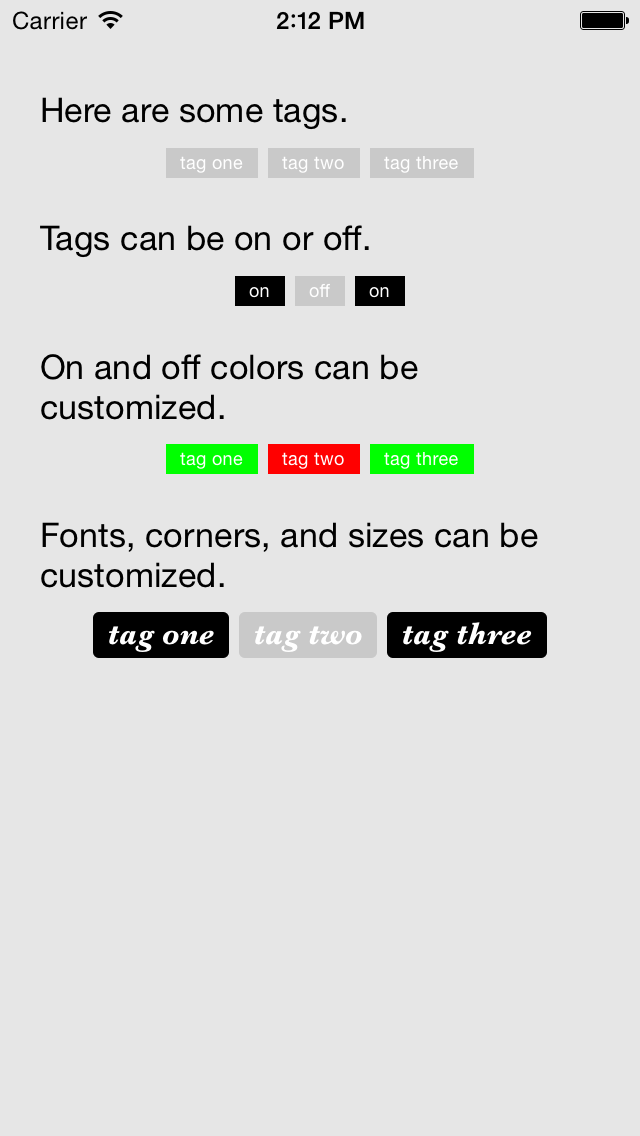 Carrier 2:12 PM
Here are some tags.
tag one tag two tag three
Tags can be on or off.
on off on
On and off colors can be
customized.
tag one tag two tag three
Fonts, corners, and sizes can be
customized.
tag one tag two tag three